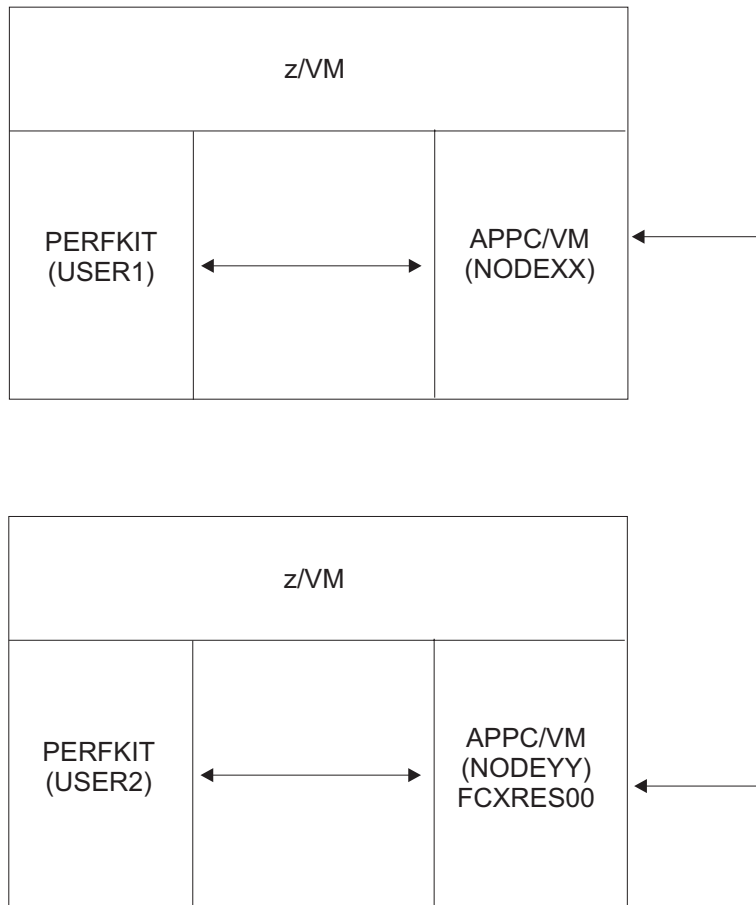 z/VM
PERFKIT
(USER1)
APPC/VM
(NODEXX)
z/VM
PERFKIT
(USER2)
APPC/VM
(NODEYY)
FCXRES00